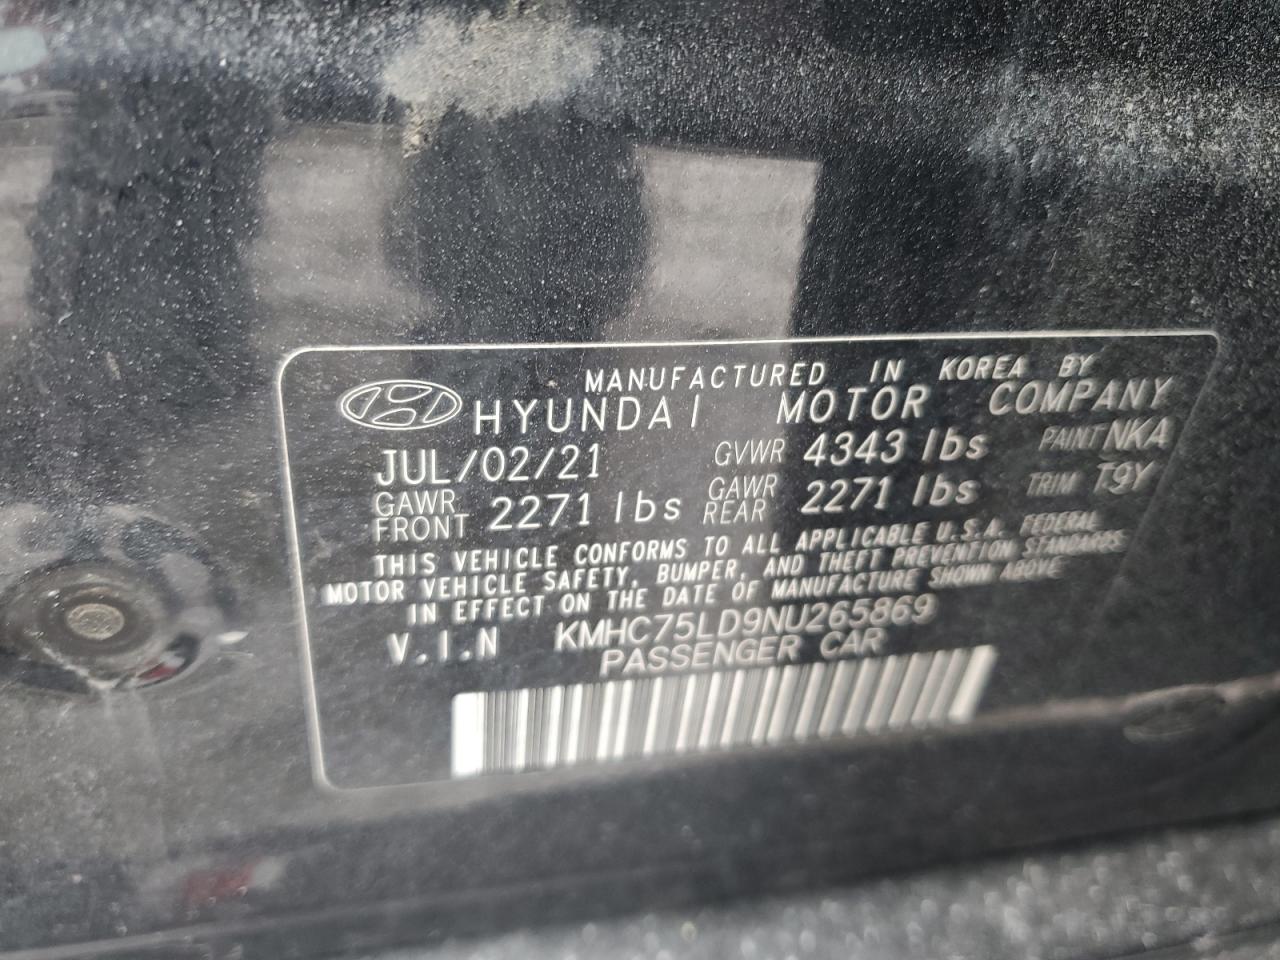 MANUFACTURED IN KOREA BY
HYUNDAI MOTOR COMPANY
JUL/02/21 GVWR 4343 lbs PAINT NKA
GAWR FRONT 2271 lbs GAWR REAR 2271 lbs TRIM T9Y
THIS VEHICLE CONFORMS TO ALL APPLICABLE U.S.A. FEDERAL
MOTOR VEHICLE SAFETY, BUMPER, AND THEFT PREVENTION STANDARDS
IN EFFECT ON THE DATE OF MANUFACTURE SHOWN ABOVE
V.I.N KMHC75LD9NU265869
PASSENGER CAR